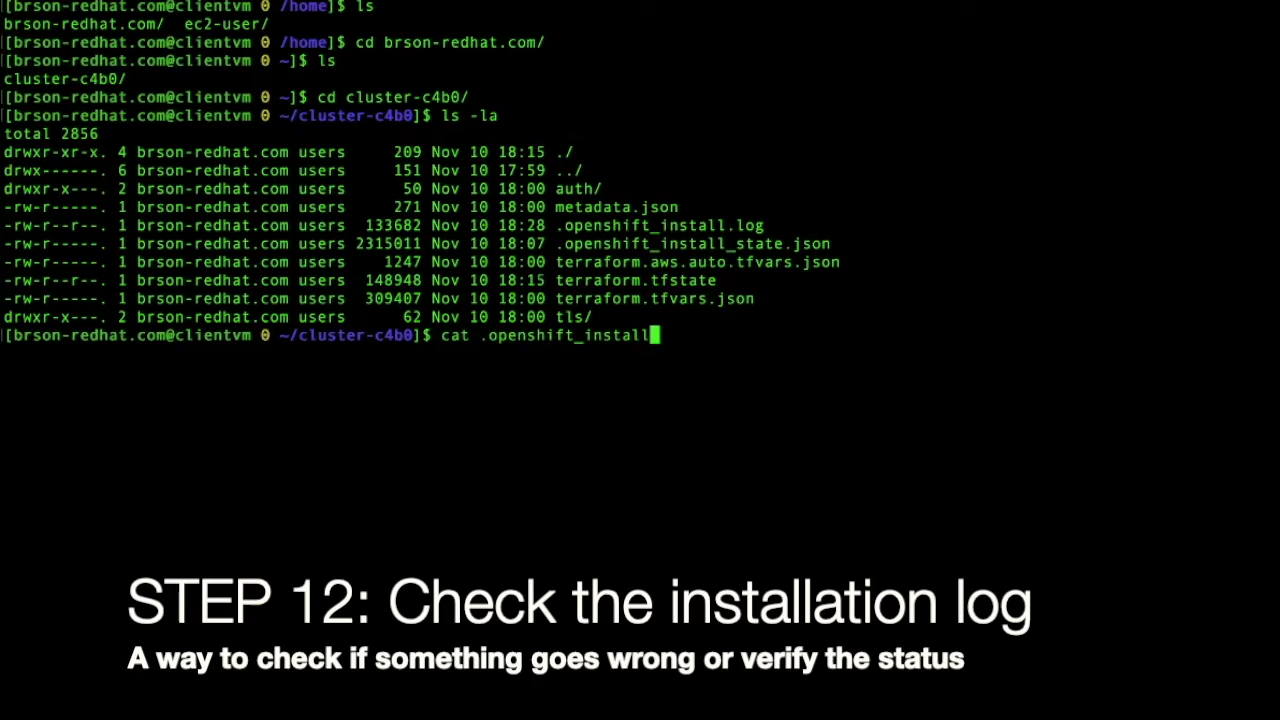 [brson-redhat.com@clientvm 0 /home]$ ls
brson-redhat.com/  ec2-user/
[brson-redhat.com@clientvm 0 /home]$ cd brson-redhat.com/
[brson-redhat.com@clientvm 0 ~]$ ls
cluster-c4b0/
[brson-redhat.com@clientvm 0 ~]$ cd cluster-c4b0/
[brson-redhat.com@clientvm 0 ~/cluster-c4b0]$ ls -la
total 2856
drwxr-xr-x. 4 brson-redhat.com users     209 Nov 10 18:15 ./
drwx------. 6 brson-redhat.com users     151 Nov 10 17:59 ../
drwxr-x---. 2 brson-redhat.com users      50 Nov 10 18:00 auth/
-rw-r-----. 1 brson-redhat.com users     271 Nov 10 18:00 metadata.json
-rw-r--r--. 1 brson-redhat.com users  133682 Nov 10 18:28 .openshift_install.log
-rw-r-----. 1 brson-redhat.com users 2315011 Nov 10 18:07 .openshift_install_state.json
-rw-r-----. 1 brson-redhat.com users    1247 Nov 10 18:00 terraform.aws.auto.tfvars.json
-rw-r--r--. 1 brson-redhat.com users  148948 Nov 10 18:15 terraform.tfstate
-rw-r-----. 1 brson-redhat.com users  309407 Nov 10 18:00 terraform.tfvars.json
drwxr-x---. 2 brson-redhat.com users      62 Nov 10 18:00 tls/
[brson-redhat.com@clientvm 0 ~/cluster-c4b0]$ cat .openshift_install
STEP 12: Check the installation log
A way to check if something goes wrong or verify the status